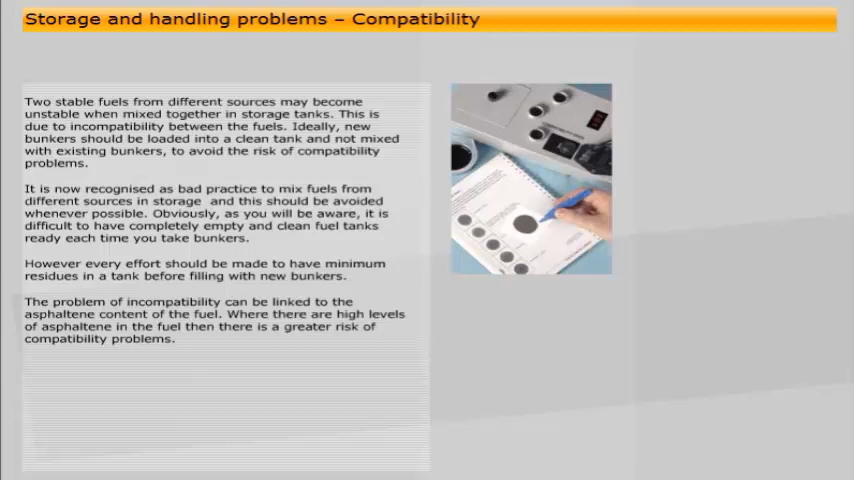 Storage and handling problems – Compatibility
Two stable fuels from different sources may become
unstable when mixed together in storage tanks. This is
due to incompatibility between the fuels. Ideally, new
bunkers should be loaded into a clean tank and not mixed
with existing bunkers, to avoid the risk of compatibility
problems.
It is now recognised as bad practice to mix fuels from
different sources in storage  and this should be avoided
whenever possible. Obviously, as you will be aware, it is
difficult to have completely empty and clean fuel tanks
ready each time you take bunkers.
However every effort should be made to have minimum
residues in a tank before filling with new bunkers.
The problem of incompatibility can be linked to the
asphaltene content of the fuel. Where there are high levels
of asphaltene in the fuel then there is a greater risk of
compatibility problems.